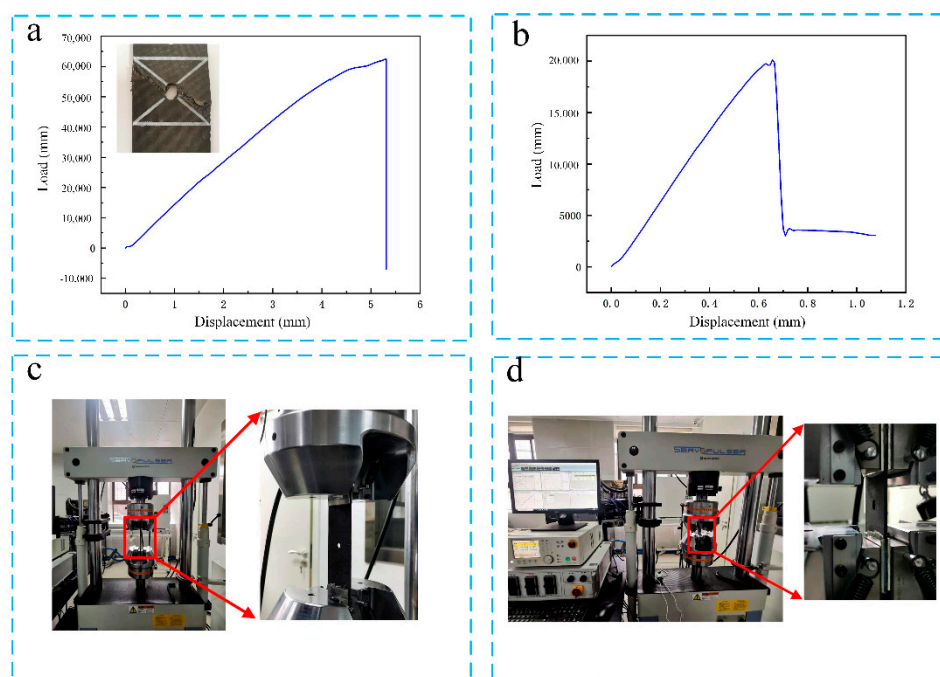 a
70,000
60,000
50,000
40,000
30,000
20,000
10,000
0
-10,000
Load (mm)
0
1
2
3
4
5
6
Displacement (mm)
b
20,000
15,000
10,000
5000
0
Load (mm)
0.0
0.2
0.4
0.6
0.8
1.0
1.2
Displacement (mm)
c
SERVOPULSER
d
SERVOPULSER